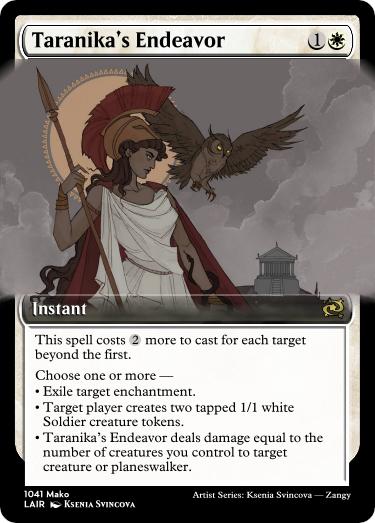 Taranika's Endeavor 1
Instant
This spell costs 2 more to cast for each target
beyond the first.
Choose one or more —
• Exile target enchantment.
• Target player creates two tapped 1/1 white
Soldier creature tokens.
• Taranika's Endeavor deals damage equal to the
number of creatures you control to target
creature or planeswalker.
1041 Mako
LAIR Ksenia Svincova
Artist Series: Ksenia Svincova — Zangy